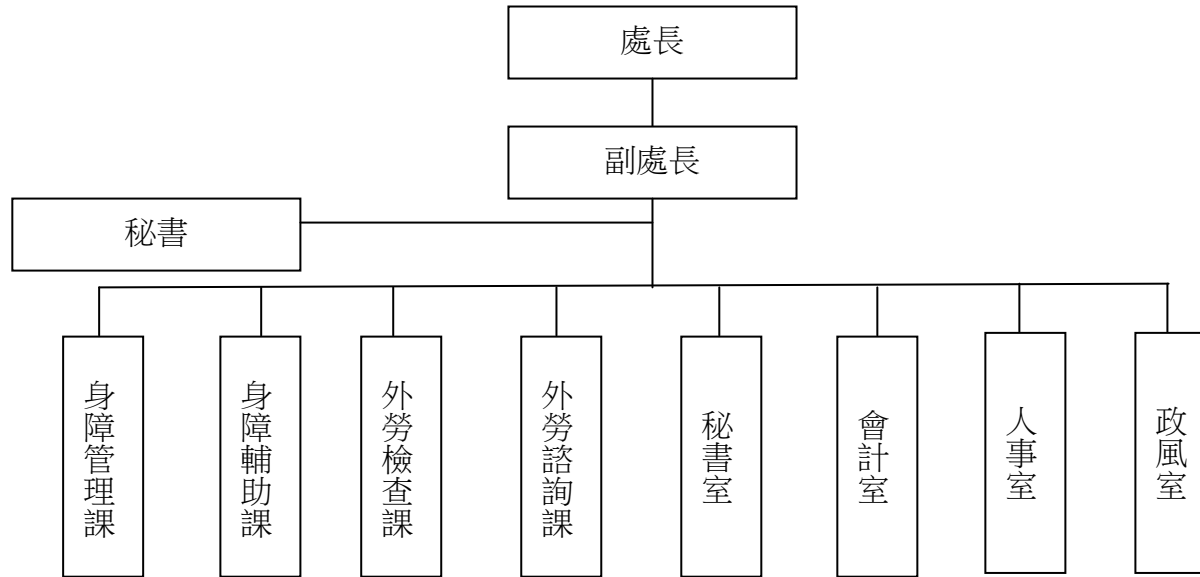 處長
副處長
秘書
身障管理課
身障輔助課
外勞檢查課
外勞諮詢課
秘書室
會計室
人事室
政風室